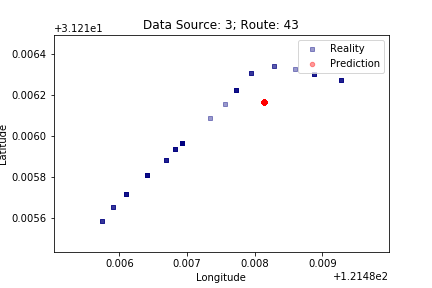 Data Source: 3; Route: 43
+3.121e1
Reality
Prediction
0.0064
0.0062
0.0060
0.0058
0.0056
Latitude
0.006 0.007 0.008 0.009
Longitude
+1.2148e2